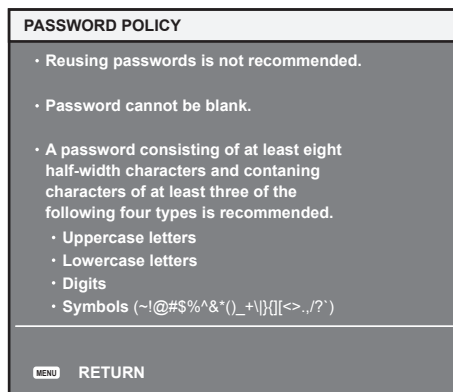 PASSWORD POLICY
・Reusing passwords is not recommended.
・Password cannot be blank.
・A password consisting of at least eight
half-width characters and contaning
characters of at least three of the
following four types is recommended.
・Uppercase letters
・Lowercase letters
・Digits
・Symbols (~!@#$%^&*()_+\|}{][<>.,/?`)
MENU RETURN